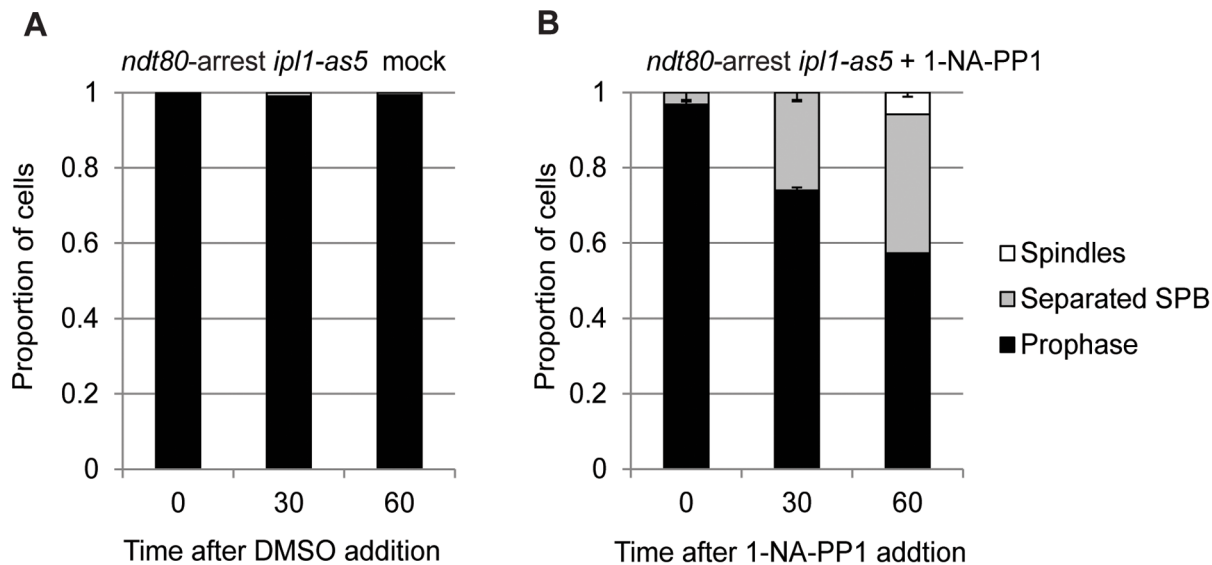 A
ndt80-arrest ipl1-as5 mock
Proportion of cells
1
0.8
0.6
0.4
0.2
0
0 30 60
Time after DMSO addition
B
ndt80-arrest ipl1-as5 + 1-NA-PP1
Proportion of cells
1
0.8
0.6
0.4
0.2
0
0 30 60
Time after 1-NA-PP1 addtion
Spindles
Separated SPB
Prophase